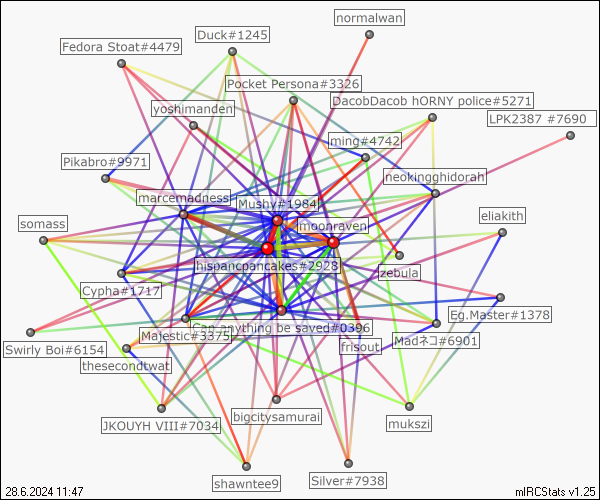 normalwan
Duck#1245
Fedora Stoat#4479
Pocket Persona#3326
DacobDacob hORNY police#5271
yoshimanden
LPK2387 #7690
ming#4742
Pikabro#9971
neokingghidorah
marcemadness
Mushy#1984
eliakith
somass
moonraven
hispancpancakes#2928
zebula
Cypha#1717
Eg.Master#1378
Can anything be saved#0396
Majestic#3375
Madネコ#6901
Swirly Boi#6154
frisout
thesecondtwat
bigcitysamurai
JKOUYH VIII#7034
mukszi
shawntee9
Silver#7938
28.6.2024 11:47
mIRCStats v1.25